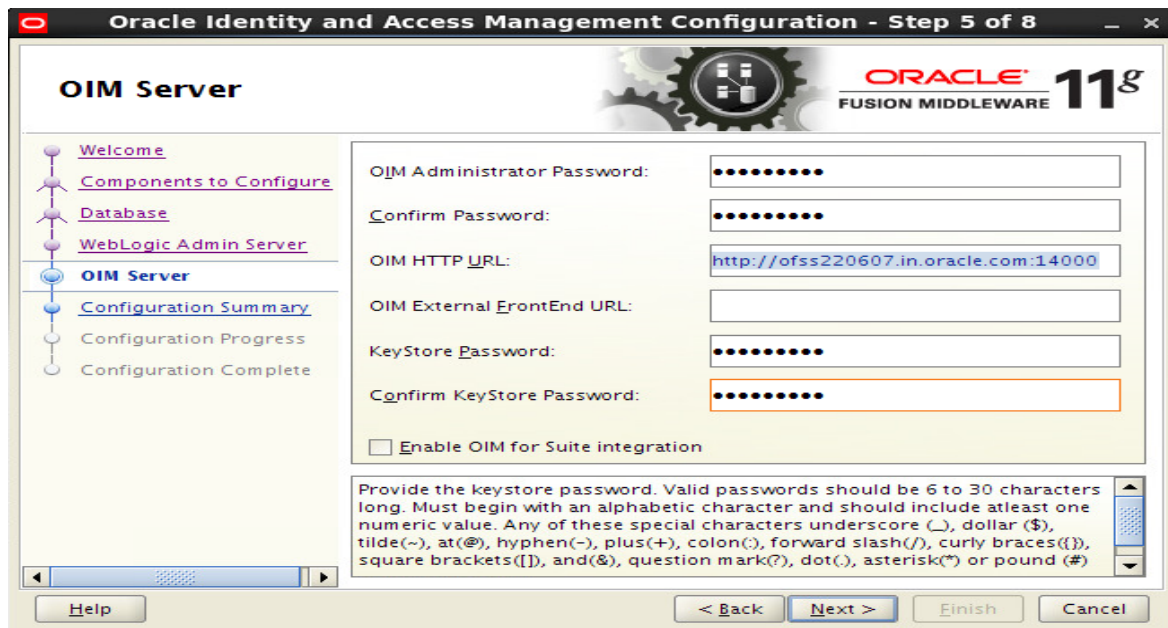 Oracle Identity and Access Management Configuration - Step 5 of 8
OIM Server
ORACLE
FUSION MIDDLEWARE 11g
Welcome
Components to Configure
Database
WebLogic Admin Server
OIM Server
Configuration Summary
Configuration Progress
Configuration Complete
OIM Administrator Password: •••••••••
Confirm Password: •••••••••
OIM HTTP URL: http://ofss220607.in.oracle.com:14000
OIM External FrontEnd URL:
KeyStore Password: •••••••••
Confirm KeyStore Password: •••••••••
Enable OIM for Suite integration
Provide the keystore password. Valid passwords should be 6 to 30 characters
long. Must begin with an alphabetic character and should include atleast one
numeric value. Any of these special characters underscore (_), dollar ($),
tilde(~), at(@), hyphen(-), plus(+), colon(:), forward slash(/), curly braces({}),
square brackets([]), and(&), question mark(?), dot(.), asterisk(*) or pound (#)
Help
< Back
Next >
Finish
Cancel